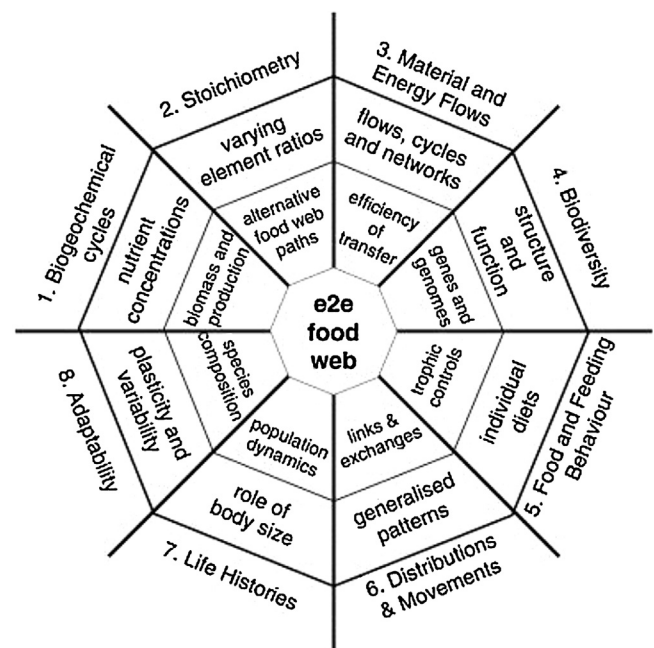 1. Biogeochemical
cycles
nutrient
concentrations
biomass and
production
2. Stoichiometry
varying
element ratios
alternative
food web
paths
3. Material and
Energy Flows
flows, cycles
and networks
efficiency
of
transfer
4. Biodiversity
structure
and
function
genes and
genomes
5. Food and Feeding
Behaviour
individual
diets
trophic
controls
6. Distributions
& Movements
generalised
patterns
links &
exchanges
7. Life Histories
role of
body size
population
dynamics
8. Adaptability
plasticity and
variability
species
composition
e2e
food
web